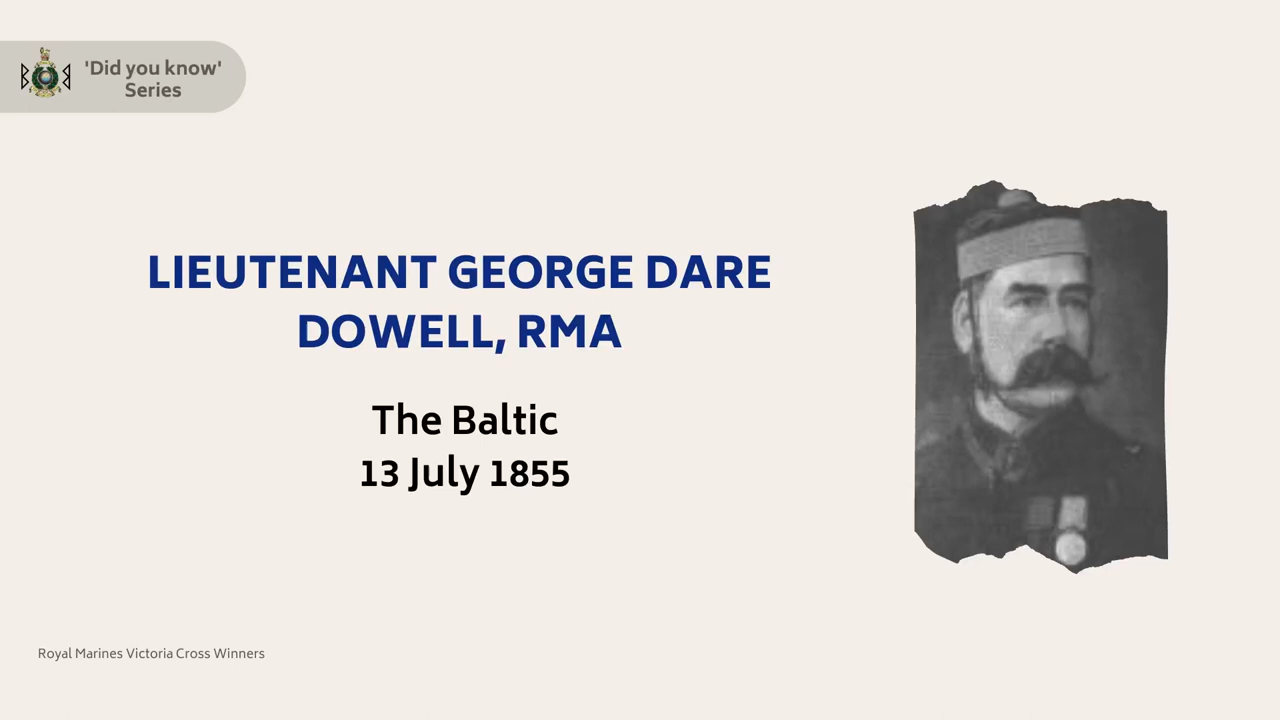 'Did you know'
Series
LIEUTENANT GEORGE DARE
DOWELL, RMA
The Baltic
13 July 1855
Royal Marines Victoria Cross Winners